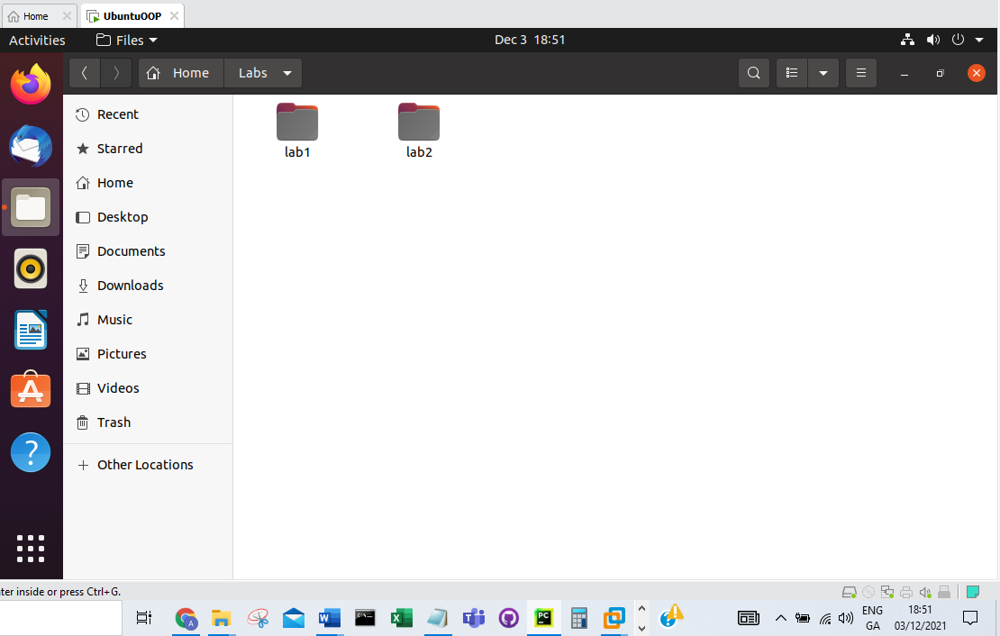 Home
UbuntuOOP
Activities
Files
Dec 3 18:51
Home
Labs
Recent
Starred
Home
Desktop
Documents
Downloads
Music
Pictures
Videos
Trash
Other Locations
lab1
lab2
ter inside or press Ctrl+G.
ENG
GA
18:51
03/12/2021